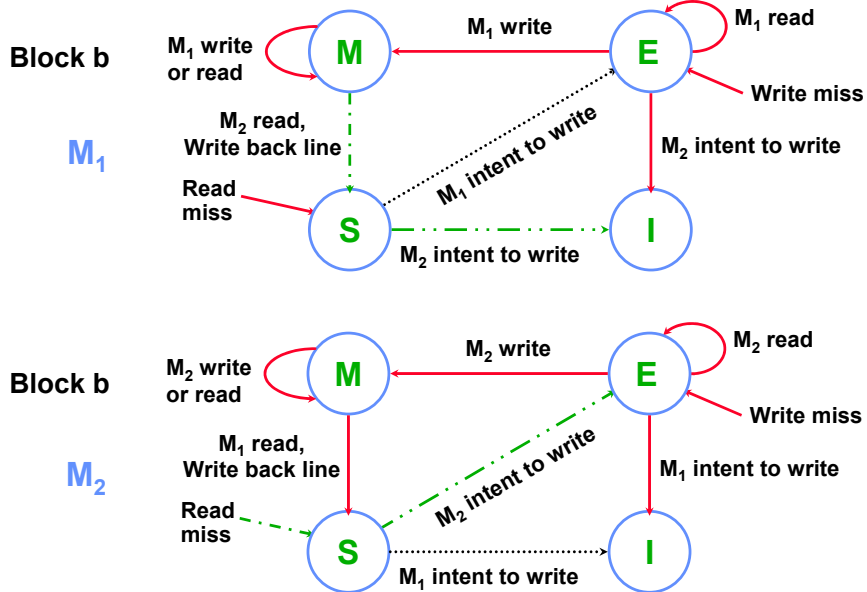 Block b
M1
M1 write
or read
M
M1 write
E
M1 read
Write miss
M2 read,
Write back line
M1 intent to write
M2 intent to write
Read
miss
S
M2 intent to write
I
Block b
M2
M2 write
or read
M
M2 write
E
M2 read
Write miss
M1 read,
Write back line
M2 intent to write
M1 intent to write
Read
miss
S
M1 intent to write
I